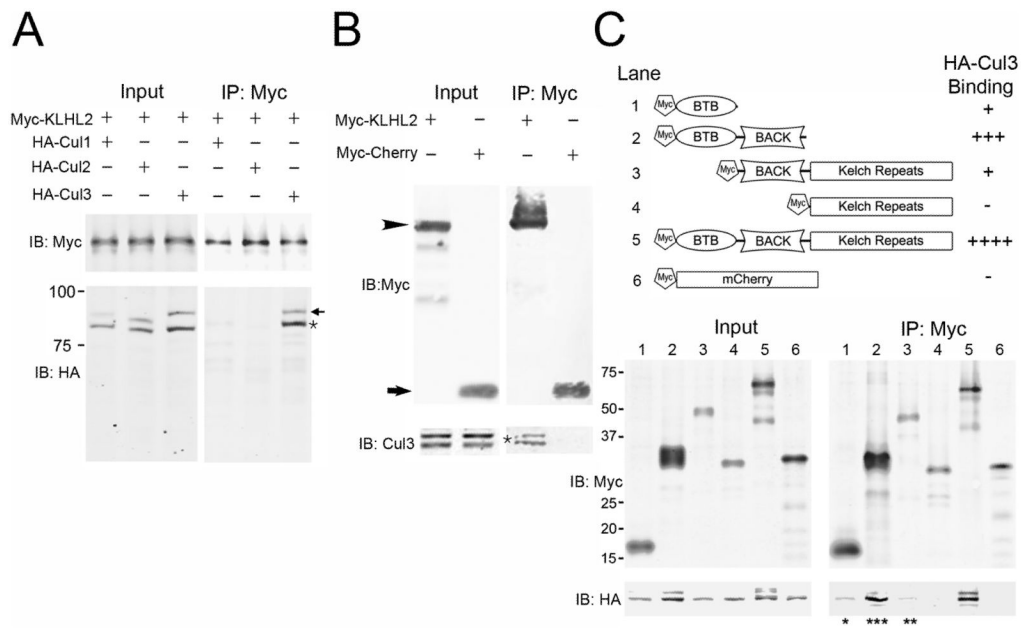 A
Input IP: Myc
Myc-KLHL2 + + + + + +
HA-Cul1 + – – + – –
HA-Cul2 – + – – + –
HA-Cul3 – – + – – +
IB: Myc
100
75
IB: HA
*
B
Input IP: Myc
Myc-KLHL2 + – + –
Myc-Cherry – + – +
IB:Myc
IB: Cul3
*
C
Lane
HA-Cul3
Binding
1 Myc BTB +
2 Myc BTB BACK +++
3 Myc BACK Kelch Repeats +
4 Myc Kelch Repeats -
5 Myc BTB BACK Kelch Repeats ++++
6 Myc mCherry -
Input IP: Myc
1 2 3 4 5 6 1 2 3 4 5 6
75
50
37
IB: Myc
25
20
15
IB: HA
* *** **